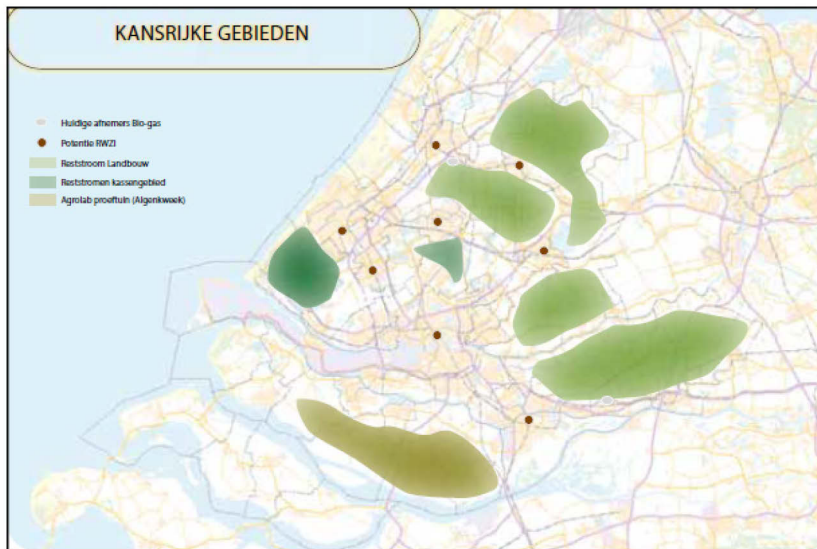 KANSRIJKE GEBIEDEN
Huidige afnemers Bio-gas
Potentie RWZI
Reststroom Landbouw
Reststromen kassengebied
Agrolab proeftuin (Algenkweek)